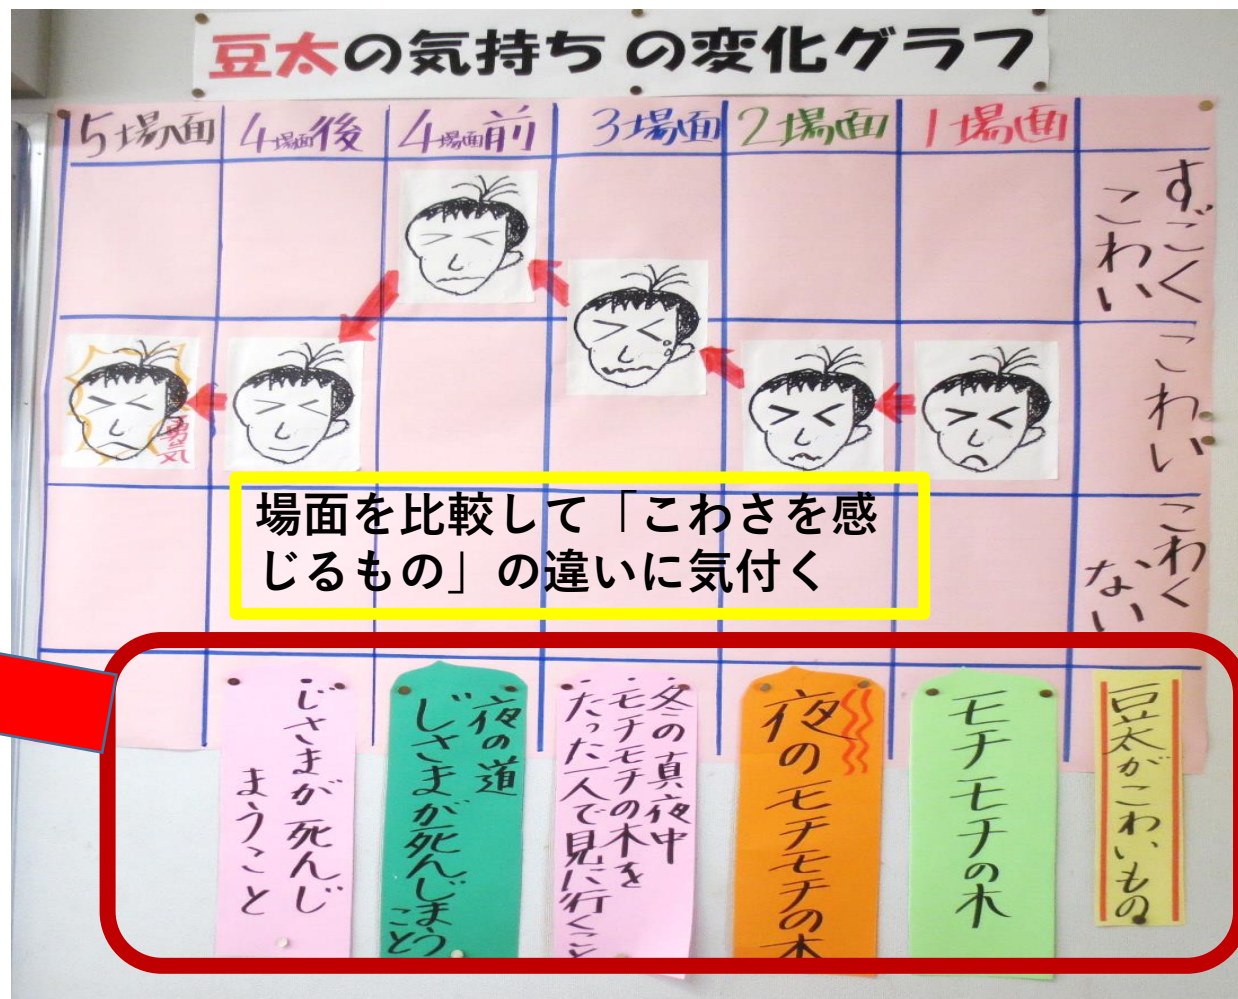 豆太の気持ちの変化グラフ
1場面
2場面
3場面
4場面前
4場面後
5場面
すごく
こわい
こわい
こわく
ない
勇気
場面を比較して「こわさを感
じるもの」の違いに気付く
豆太がこわいもの
モチモチの木
夜のモチモチの木
・冬の真夜中
・モチモチの木を
たった一人で見に行くこと
夜の道
じさまが死んじまう
こと
・じさまが死んじ
まうこと